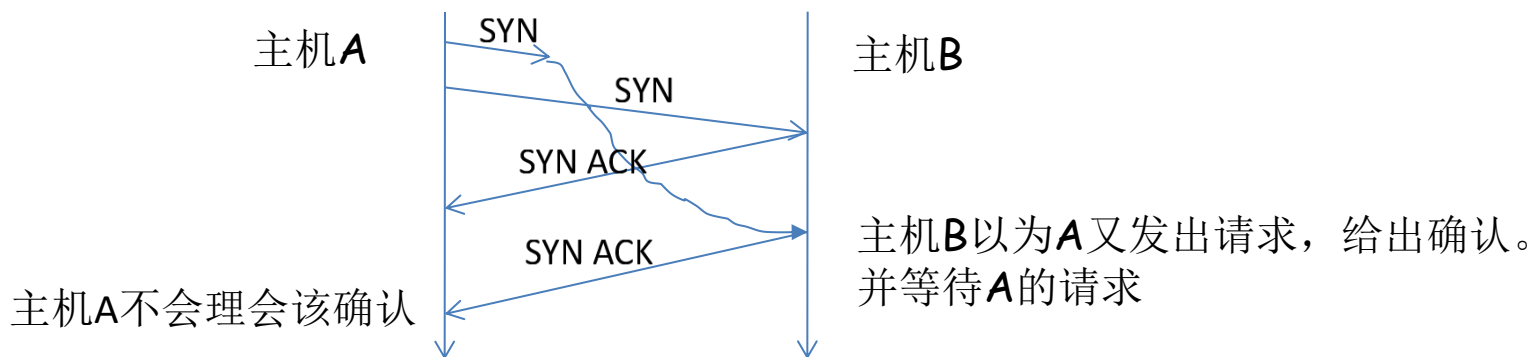 主机A
SYN
主机B
SYN
SYN ACK
主机B以为A又发出请求，给出确认。
并等待A的请求
SYN ACK
主机A不会理会该确认